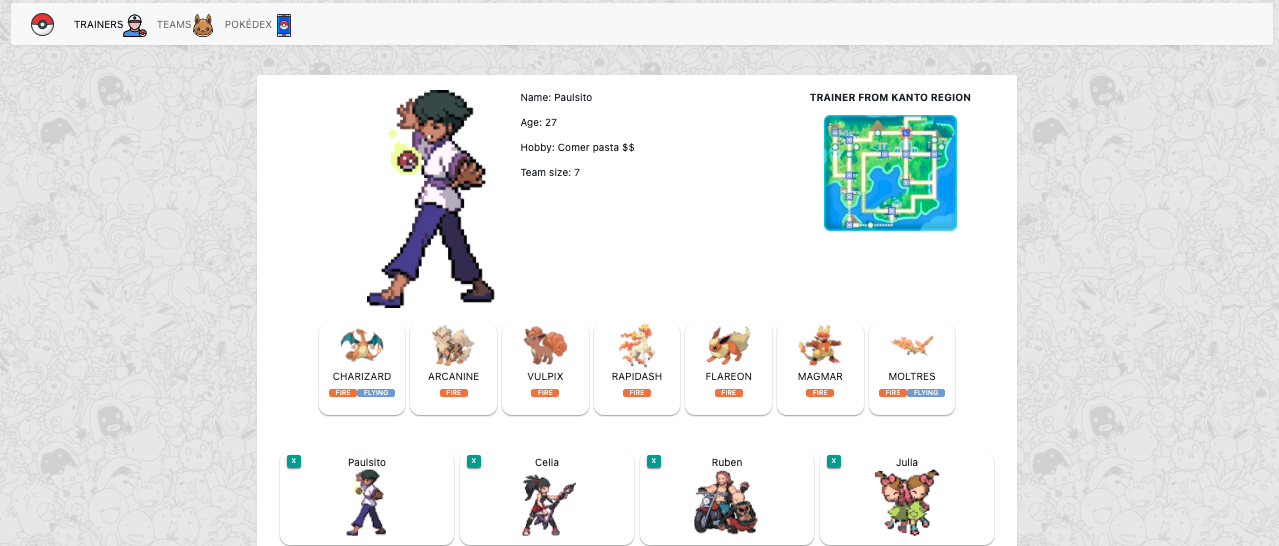 TRAINERS TEAMS POKÉDEX
Name: Paulsito
Age: 27
Hobby: Comer pasta $$
Team size: 7
TRAINER FROM KANTO REGION
CHARIZARD ARCANINE VULPIX RAPIDASH FLAREON MAGMAR MOLTRES
FIRE FLYING FIRE FIRE FIRE FIRE FIRE FIRE FLYING
X Paulsito X Celia X Ruben X Julia